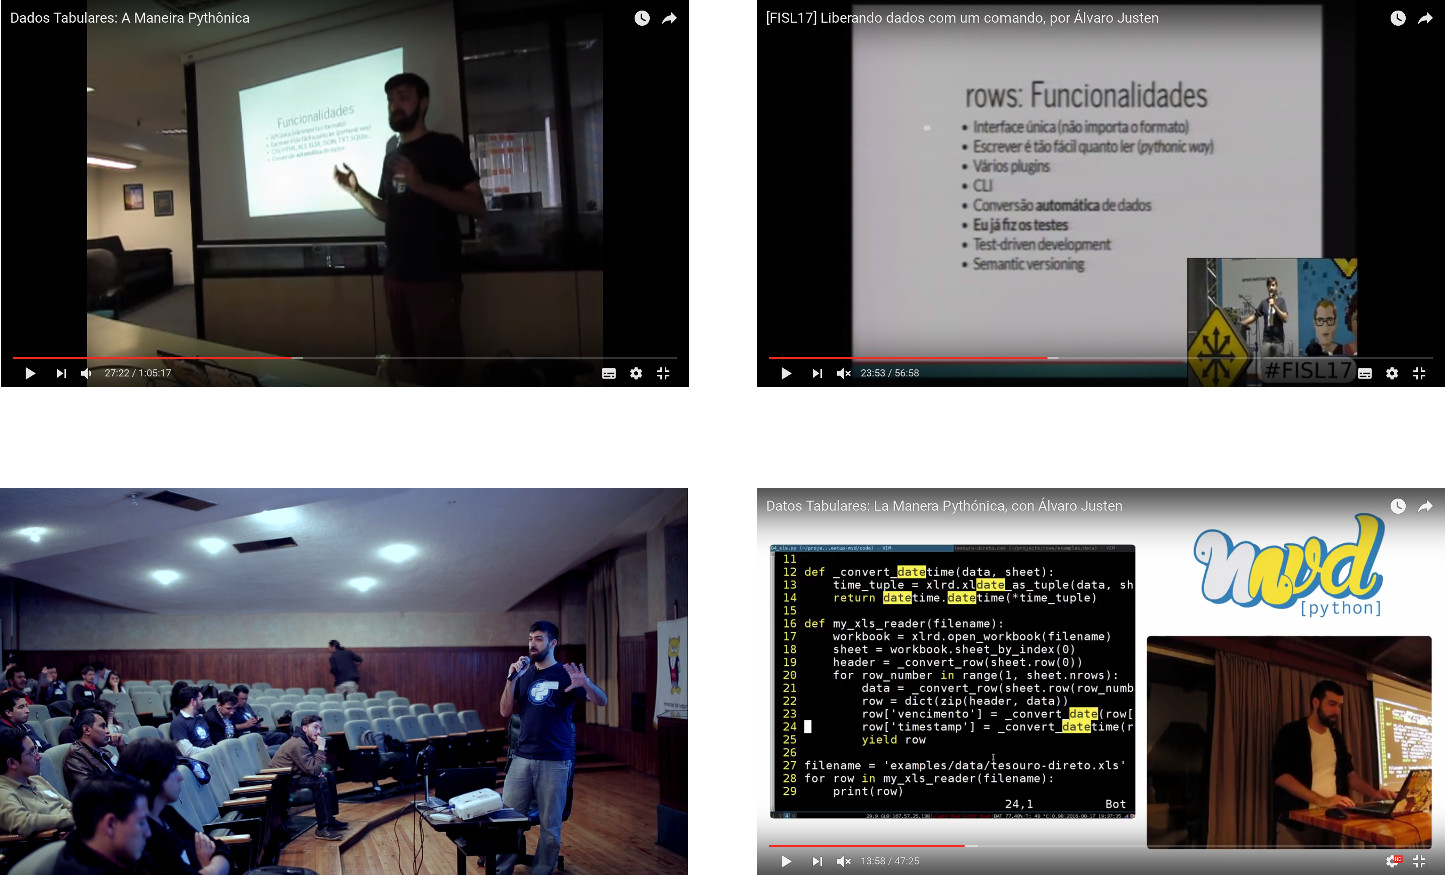 Dados Tabulares: A Maneira Pythônica
Funcionalidades
27:22 / 1:05:17
[FISL17] Liberando dados com um comando, por Álvaro Justen
rows: Funcionalidades
• Interface única (não importa o formato)
• Escrever é tão fácil quanto ler (pythonic way)
• Vários plugins
• CLI
• Conversão automática de dados
• Eu já fiz os testes
• Test-driven development
• Semantic versioning
#FISL17
23:53 / 56:58
Datos Tabulares: La Manera Pythónica, con Álvaro Justen
11
12 def _convert_datetime(data, sheet):
13     time_tuple = xlrd.xldate_as_tuple(data, sh
14     return datetime.datetime(*time_tuple)
15
16 def my_xls_reader(filename):
17     workbook = xlrd.open_workbook(filename)
18     sheet = workbook.sheet_by_index(0)
19     header = _convert_row(sheet.row(0))
20     for row_number in range(1, sheet.nrows):
21         data = _convert_row(sheet.row(row_numb
22         row = dict(zip(header, data))
23         row['vencimento'] = _convert_date(row[
24         row['timestamp'] = _convert_datetime(r
25         yield row
26
27 filename = 'examples/data/tesouro-direto.xls'
28 for row in my_xls_reader(filename):
29     print(row)
24,1 Bot
mvd
[python]
13:58 / 47:25